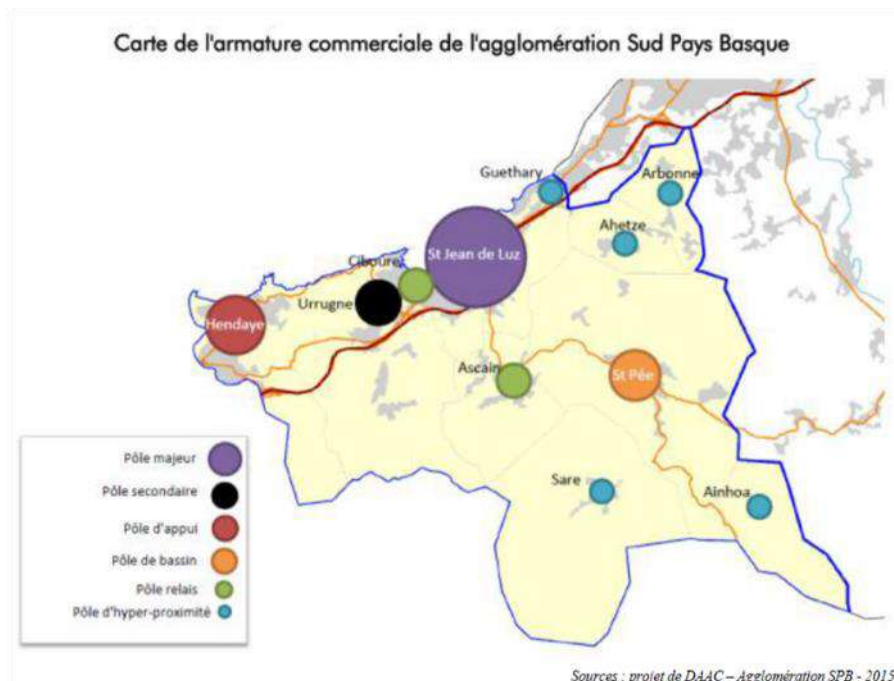 Carte de l'armature commerciale de l'agglomération Sud Pays Basque
Guethary
Arbonne
Ahetze
St Jean de Luz
Ciboure
Urrugne
Hendaye
Ascain
St Pée
Sare
Ainhoa
Pôle majeur
Pôle secondaire
Pôle d'appui
Pôle de bassin
Pôle relais
Pôle d'hyper-proximité
Sources : projet de DAAC – Agglomération SPB - 2015